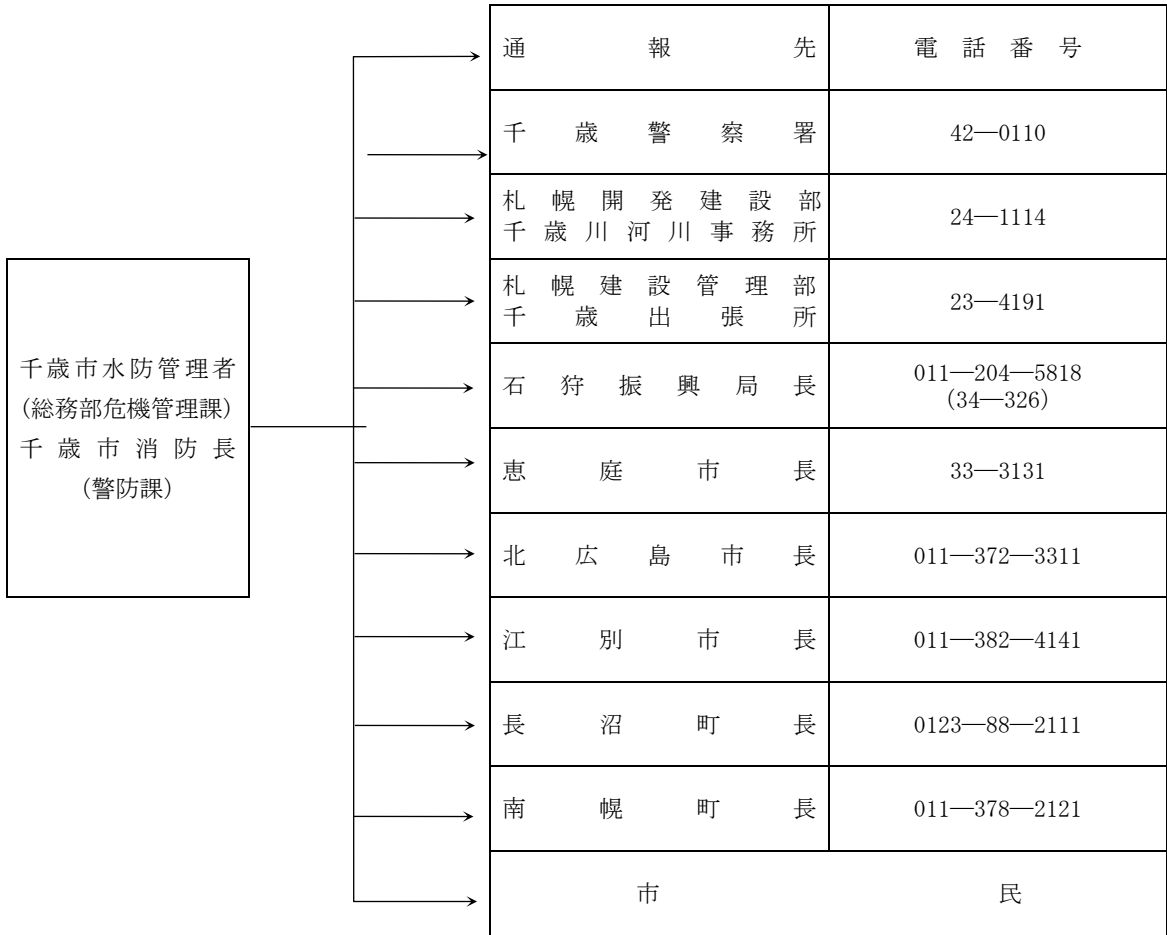 通報先 電話番号
千歳警察署 42―0110
札幌開発建設部
千歳川河川事務所 24―1114
札幌建設管理部
千歳出張所 23―4191
千歳市水防管理者
(総務部危機管理課)
千歳市消防長
(警防課)
石狩振興局長 011―204―5818
(34―326)
恵庭市長 33―3131
北広島市長 011―372―3311
江別市長 011―382―4141
長沼町長 0123―88―2111
南幌町長 011―378―2121
市民